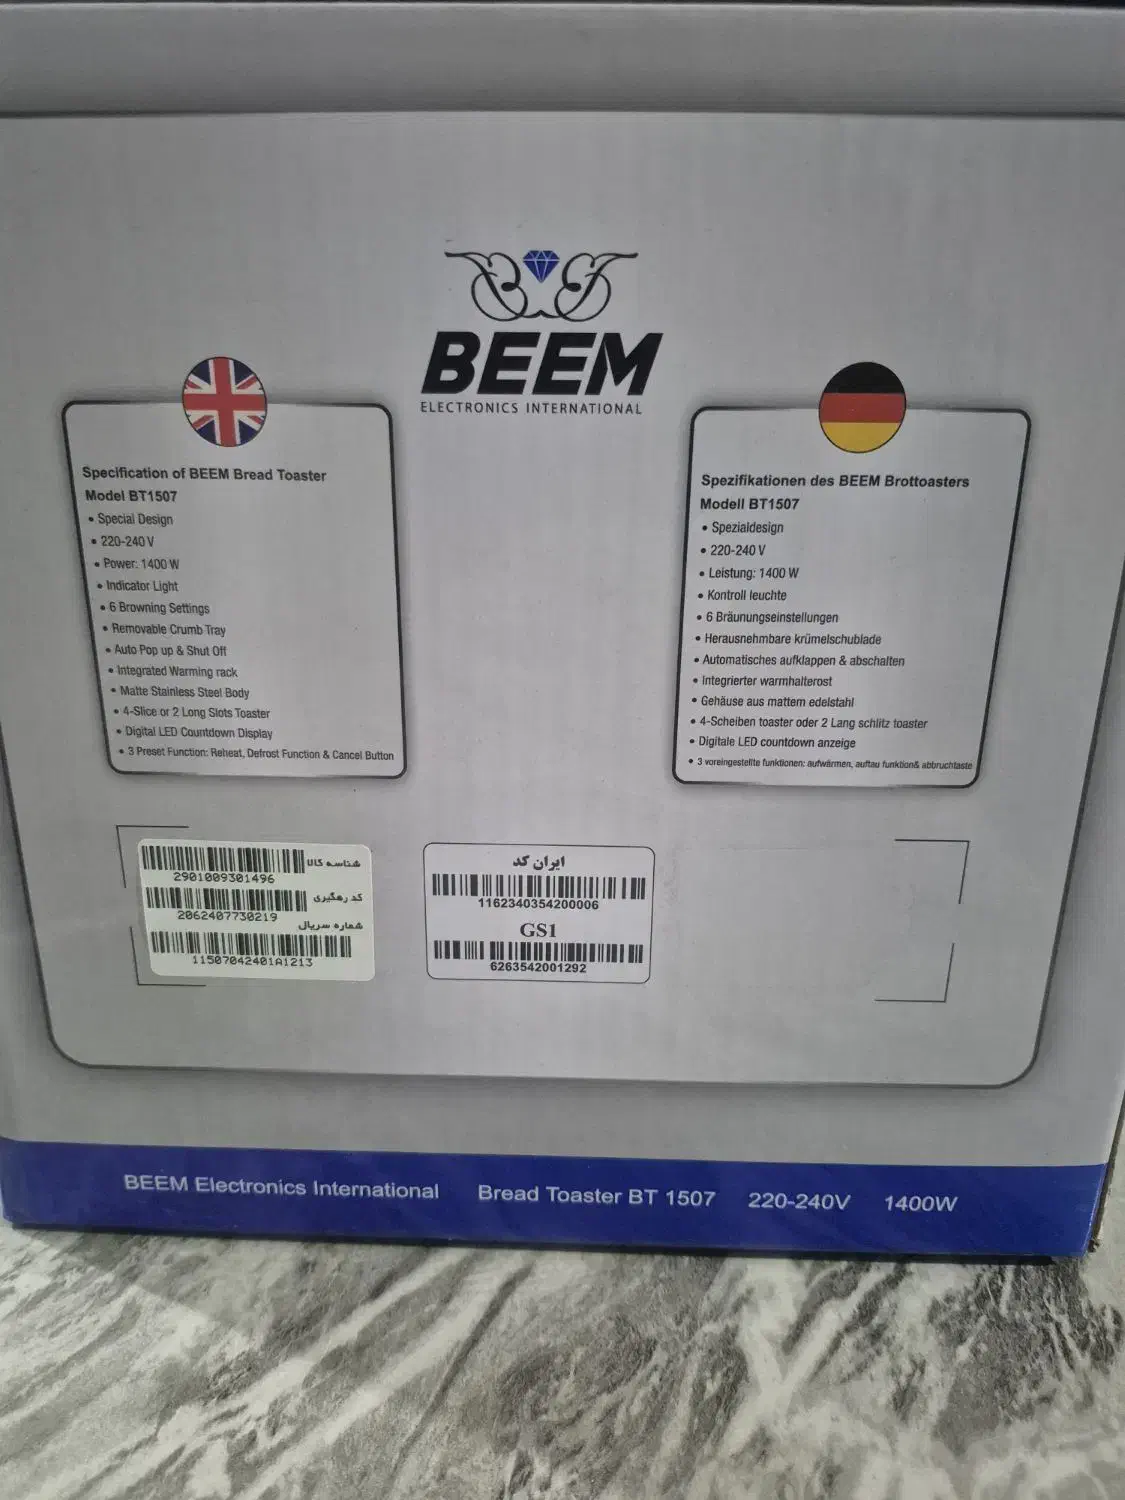 BEEM
ELECTRONICS INTERNATIONAL
Specification of BEEM Bread Toaster
Model BT1507
• Special Design
• 220-240 V
• Power: 1400 W
• Indicator Light
• 6 Browning Settings
• Removable Crumb Tray
• Auto Pop up & Shut Off
• Integrated Warming rack
• Matte Stainless Steel Body
• 4-Slice or 2 Long Slots Toaster
• Digital LED Countdown Display
• 3 Preset Function: Reheat, Defrost Function & Cancel Button
Spezifikationen des BEEM Brottoasters
Modell BT1507
• Spezialdesign
• 220-240 V
• Leistung: 1400 W
• Kontroll leuchte
• 6 Bräunungseinstellungen
• Herausnehmbare krümelschublade
• Automatisches aufklappen & abschalten
• Integrierter warmhalterost
• Gehäuse aus mattem edelstahl
• 4-Scheiben toaster oder 2 Lang schlitz toaster
• Digitale LED countdown anzeige
• 3 voreingestellte funktionen: aufwärmen, auftau funktion& abbruchtaste
شناسه کالا
2901009301496
کد رهگیری
2062407730219
شماره سریال
11507042401A1213
ایران کد
1162340354200006
GS1
6263542001292
BEEM Electronics International Bread Toaster BT 1507 220-240V 1400W